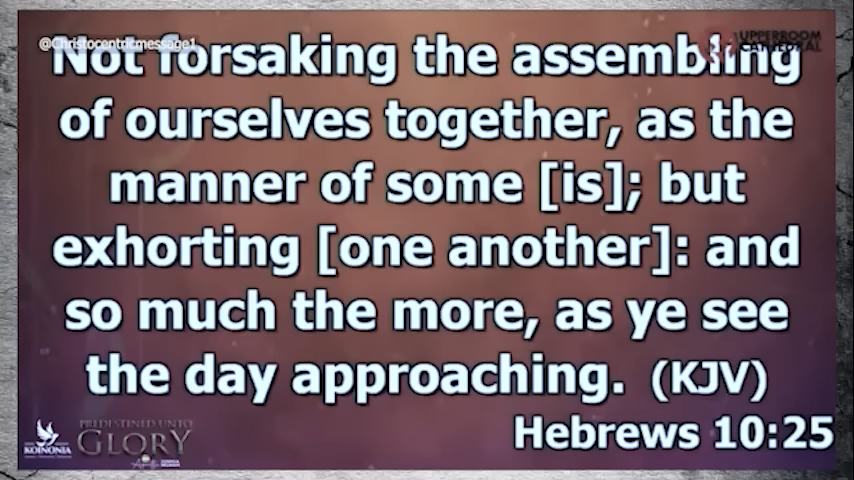 @Christocentricmessage1
UPPERROOM
CATHEDRAL
Not forsaking the assembling
of ourselves together, as the
manner of some [is]; but
exhorting [one another]: and
so much the more, as ye see
the day approaching. (KJV)
Hebrews 10:25
KOINONIA
PREDESTINED UNTO
GLORY